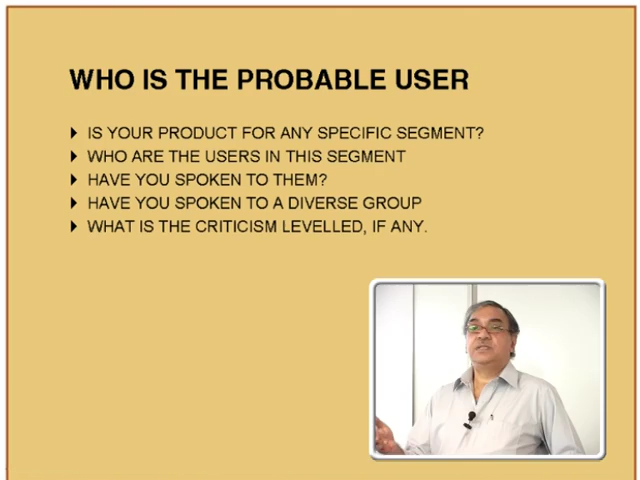 WHO IS THE PROBABLE USER
IS YOUR PRODUCT FOR ANY SPECIFIC SEGMENT?
WHO ARE THE USERS IN THIS SEGMENT
HAVE YOU SPOKEN TO THEM?
HAVE YOU SPOKEN TO A DIVERSE GROUP
WHAT IS THE CRITICISM LEVELLED, IF ANY.